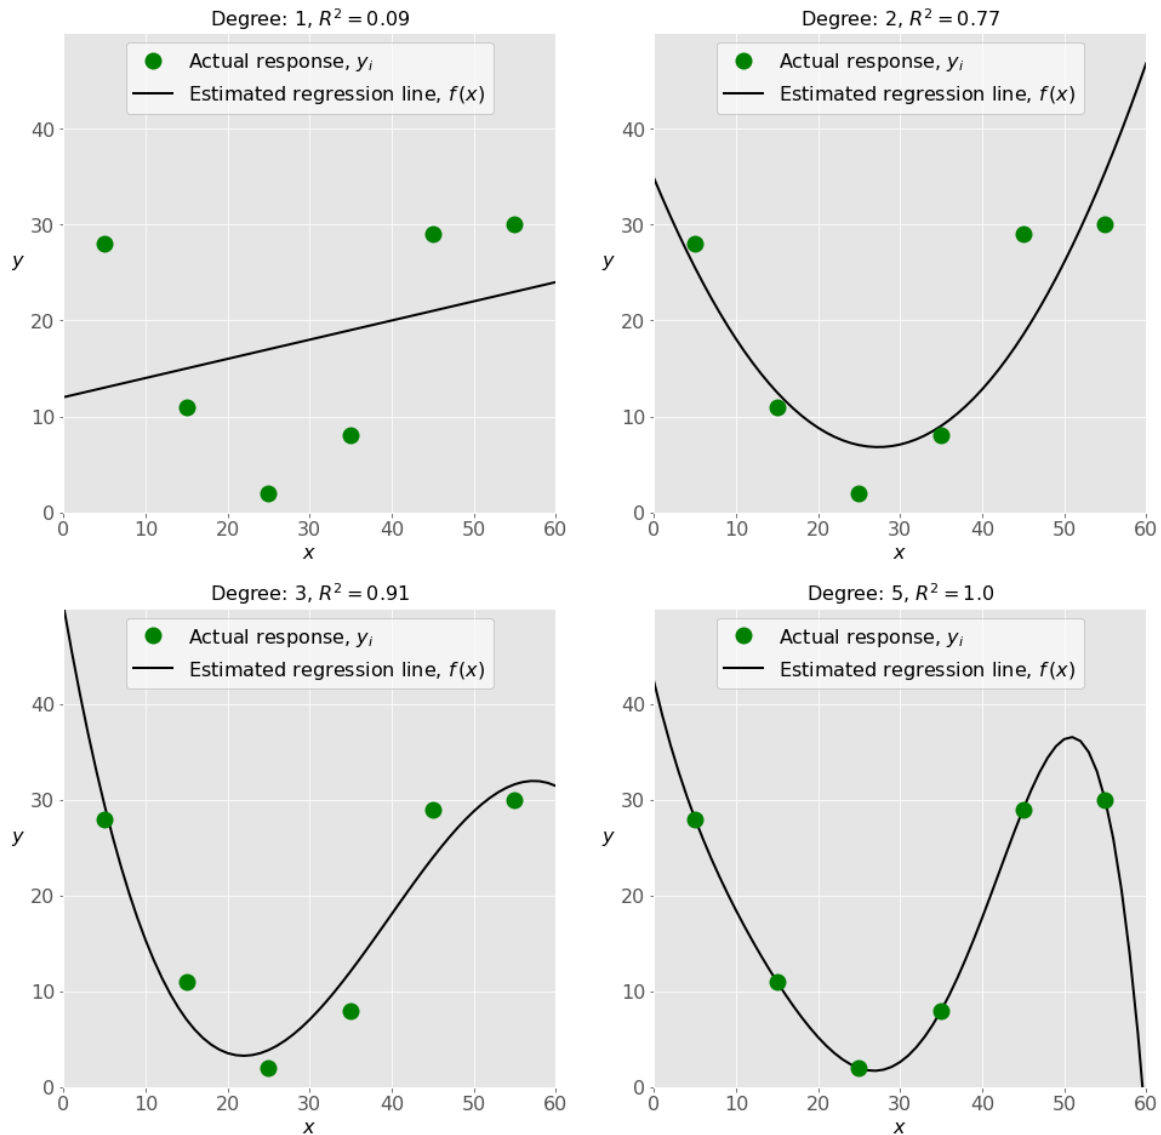 Degree: 1, R² = 0.09
Actual response, yᵢ
Estimated regression line, f(x)
40
30
y
20
10
0
0 10 20 30 40 50 60
x
Degree: 2, R² = 0.77
Actual response, yᵢ
Estimated regression line, f(x)
40
30
y
20
10
0
0 10 20 30 40 50 60
x
Degree: 3, R² = 0.91
Actual response, yᵢ
Estimated regression line, f(x)
40
30
y
20
10
0
0 10 20 30 40 50 60
x
Degree: 5, R² = 1.0
Actual response, yᵢ
Estimated regression line, f(x)
40
30
y
20
10
0
0 10 20 30 40 50 60
x